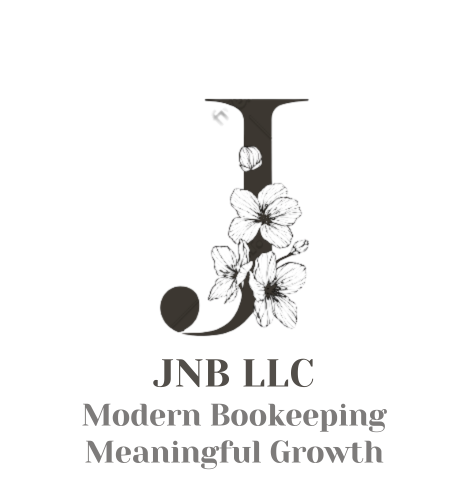 J
JNB LLC
Modern Bookeeping
Meaningful Growth